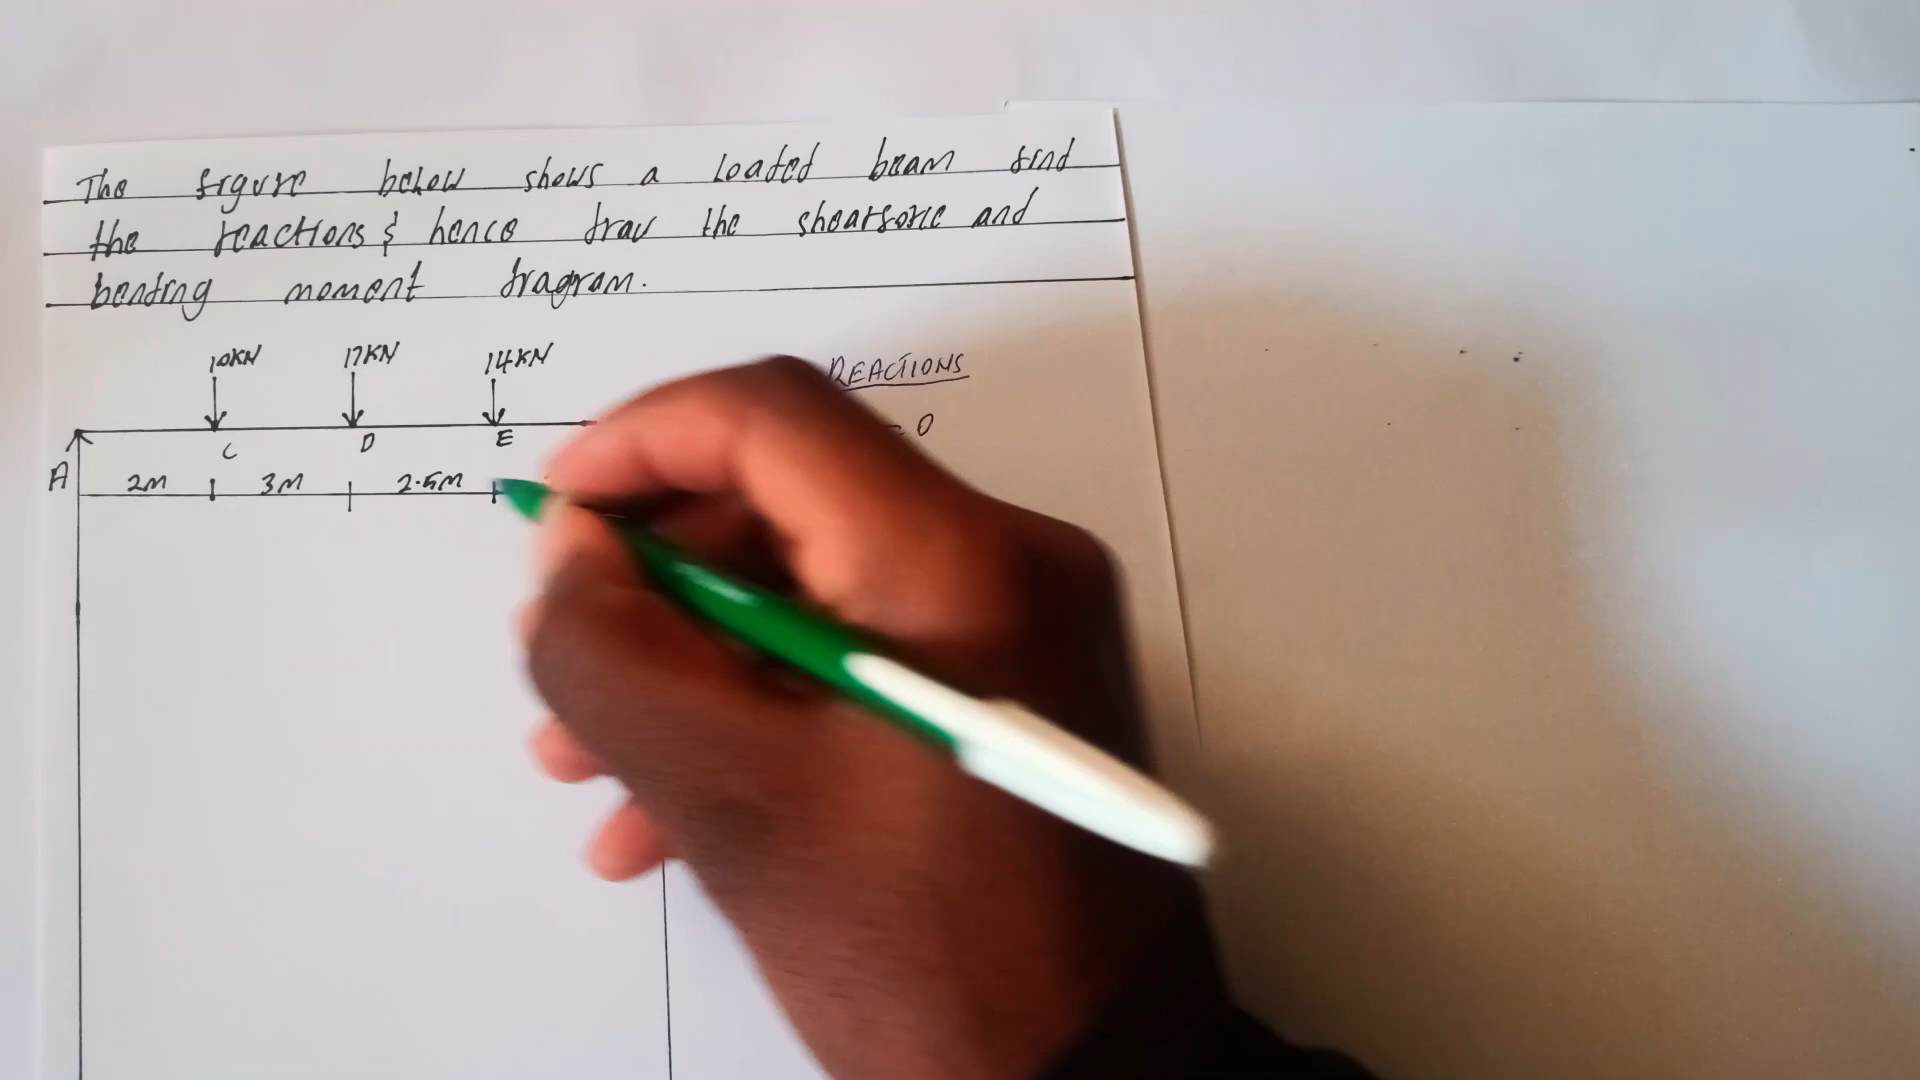 The figure below shows a loaded beam find
the reactions & hence draw the shearforce and
bending moment diagram.
10KN 17KN 14KN
REACTIONS
= 0
C D E
A
2M 3M 2.5M